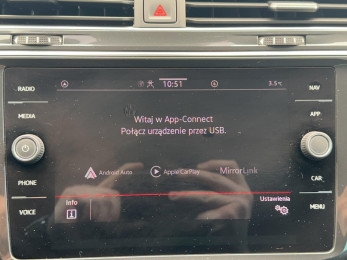 RADIO
MEDIA
PHONE
VOICE
10:51
3.5°C
Witaj w App-Connect
Połącz urządzenie przez USB.
Android Auto
Apple CarPlay
MirrorLink
Info
Ustawienia
NAV
APP
CAR
MENU